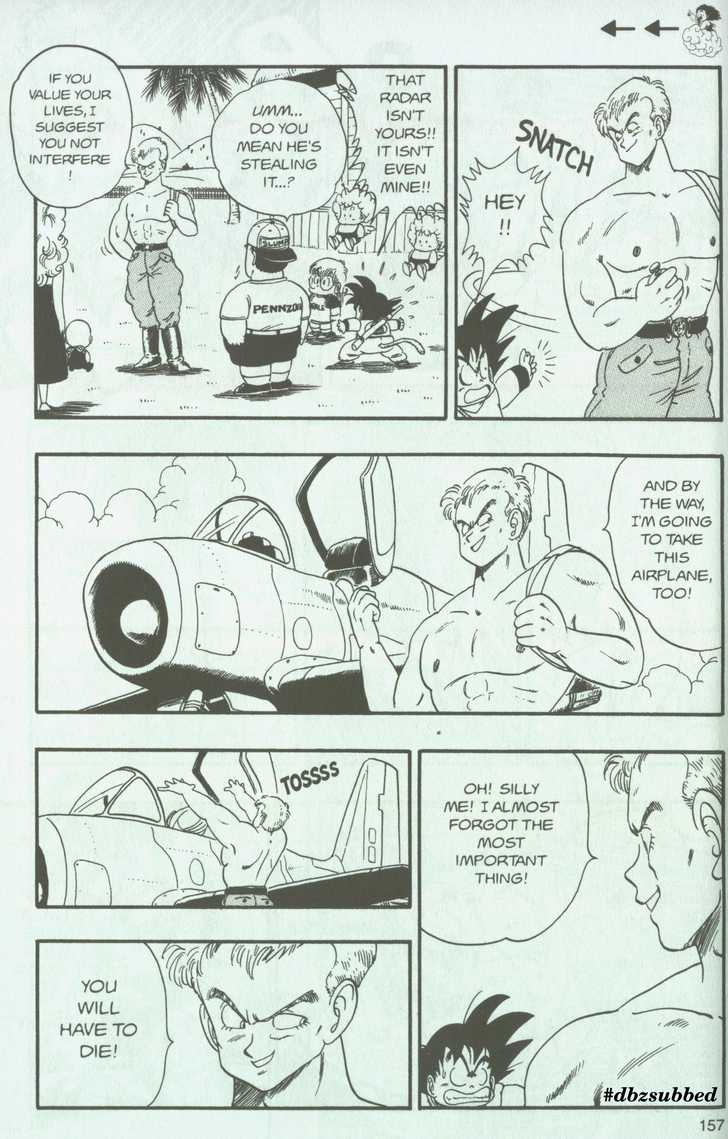 SNATCH
HEY
!!
THAT
RADAR
ISN'T
YOURS!!
IT ISN'T
EVEN
MINE!!
UMM...
DO YOU
MEAN HE'S
STEALING
IT...?
IF YOU
VALUE YOUR
LIVES, I
SUGGEST
YOU NOT
INTERFERE
!
SLUMP
PENNZOIL
AND BY
THE WAY,
I'M GOING
TO TAKE
THIS
AIRPLANE,
TOO!
OH! SILLY
ME! I ALMOST
FORGOT THE
MOST
IMPORTANT
THING!
TOSSSS
YOU
WILL
HAVE TO
DIE!
#dbzsubbed
157